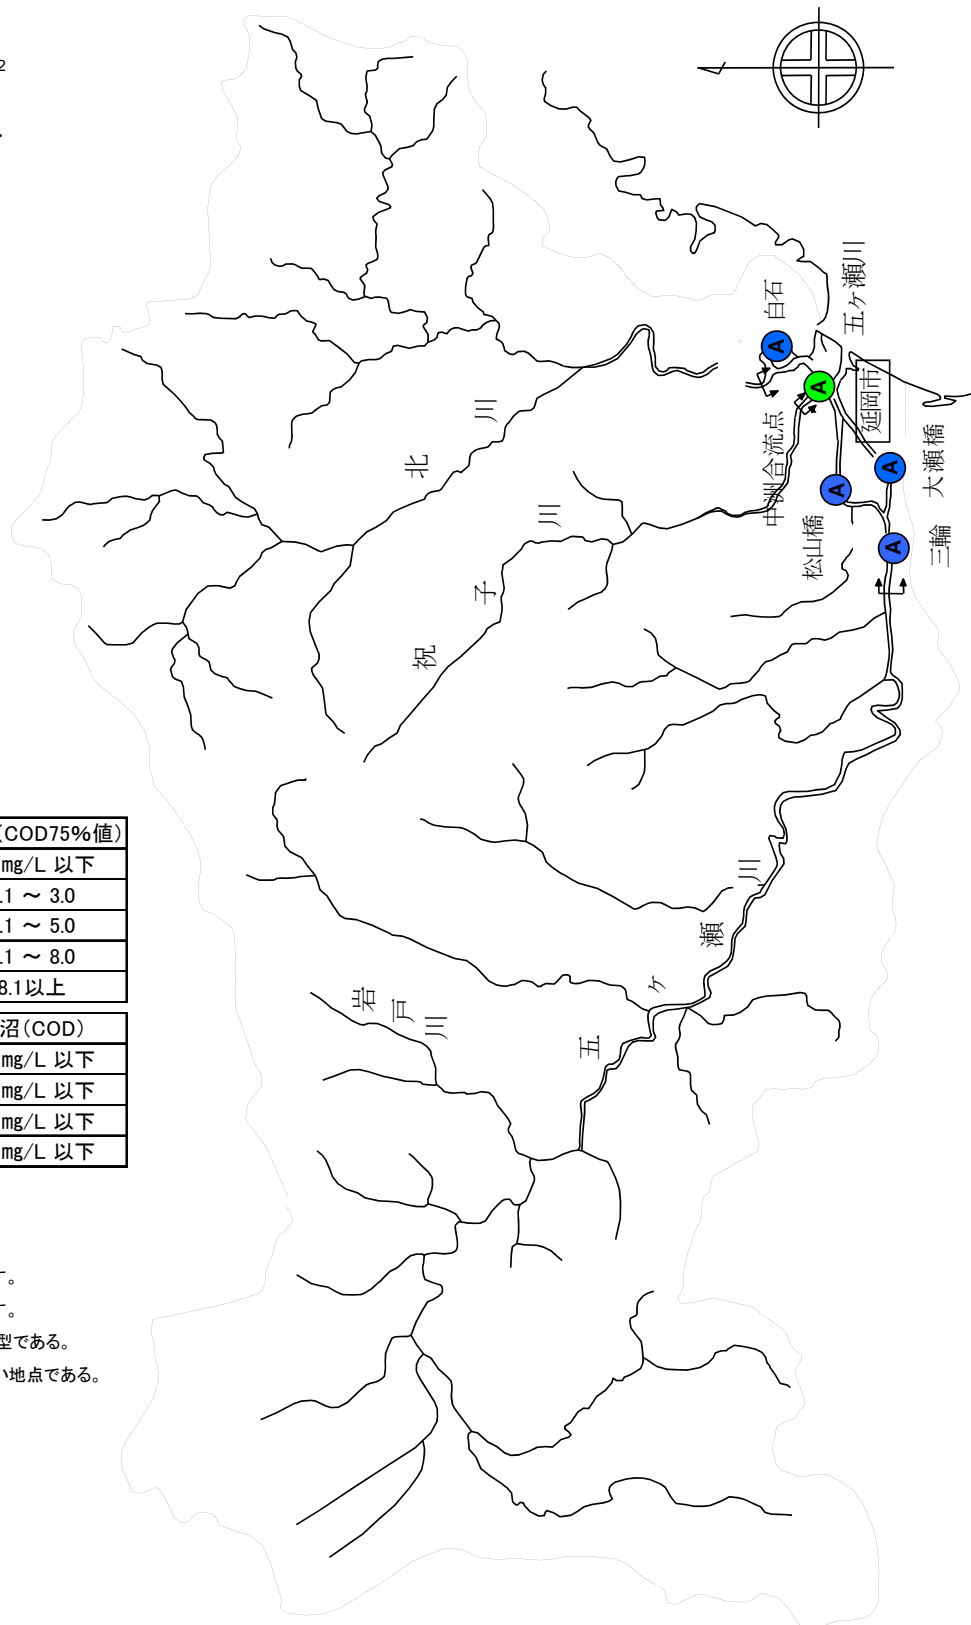 2
白石
五ヶ瀬川
延岡市
中洲合流点
大瀬橋
松山橋
三輪
A
A
A
A
A
北川
祝子川
五ヶ瀬川
岩戸川
(COD75%値)
mg/L 以下
.1 ～ 3.0
.1 ～ 5.0
.1 ～ 8.0
8.1以上
沼(COD)
mg/L 以下
mg/L 以下
mg/L 以下
mg/L 以下
。
。
型である。
い地点である。